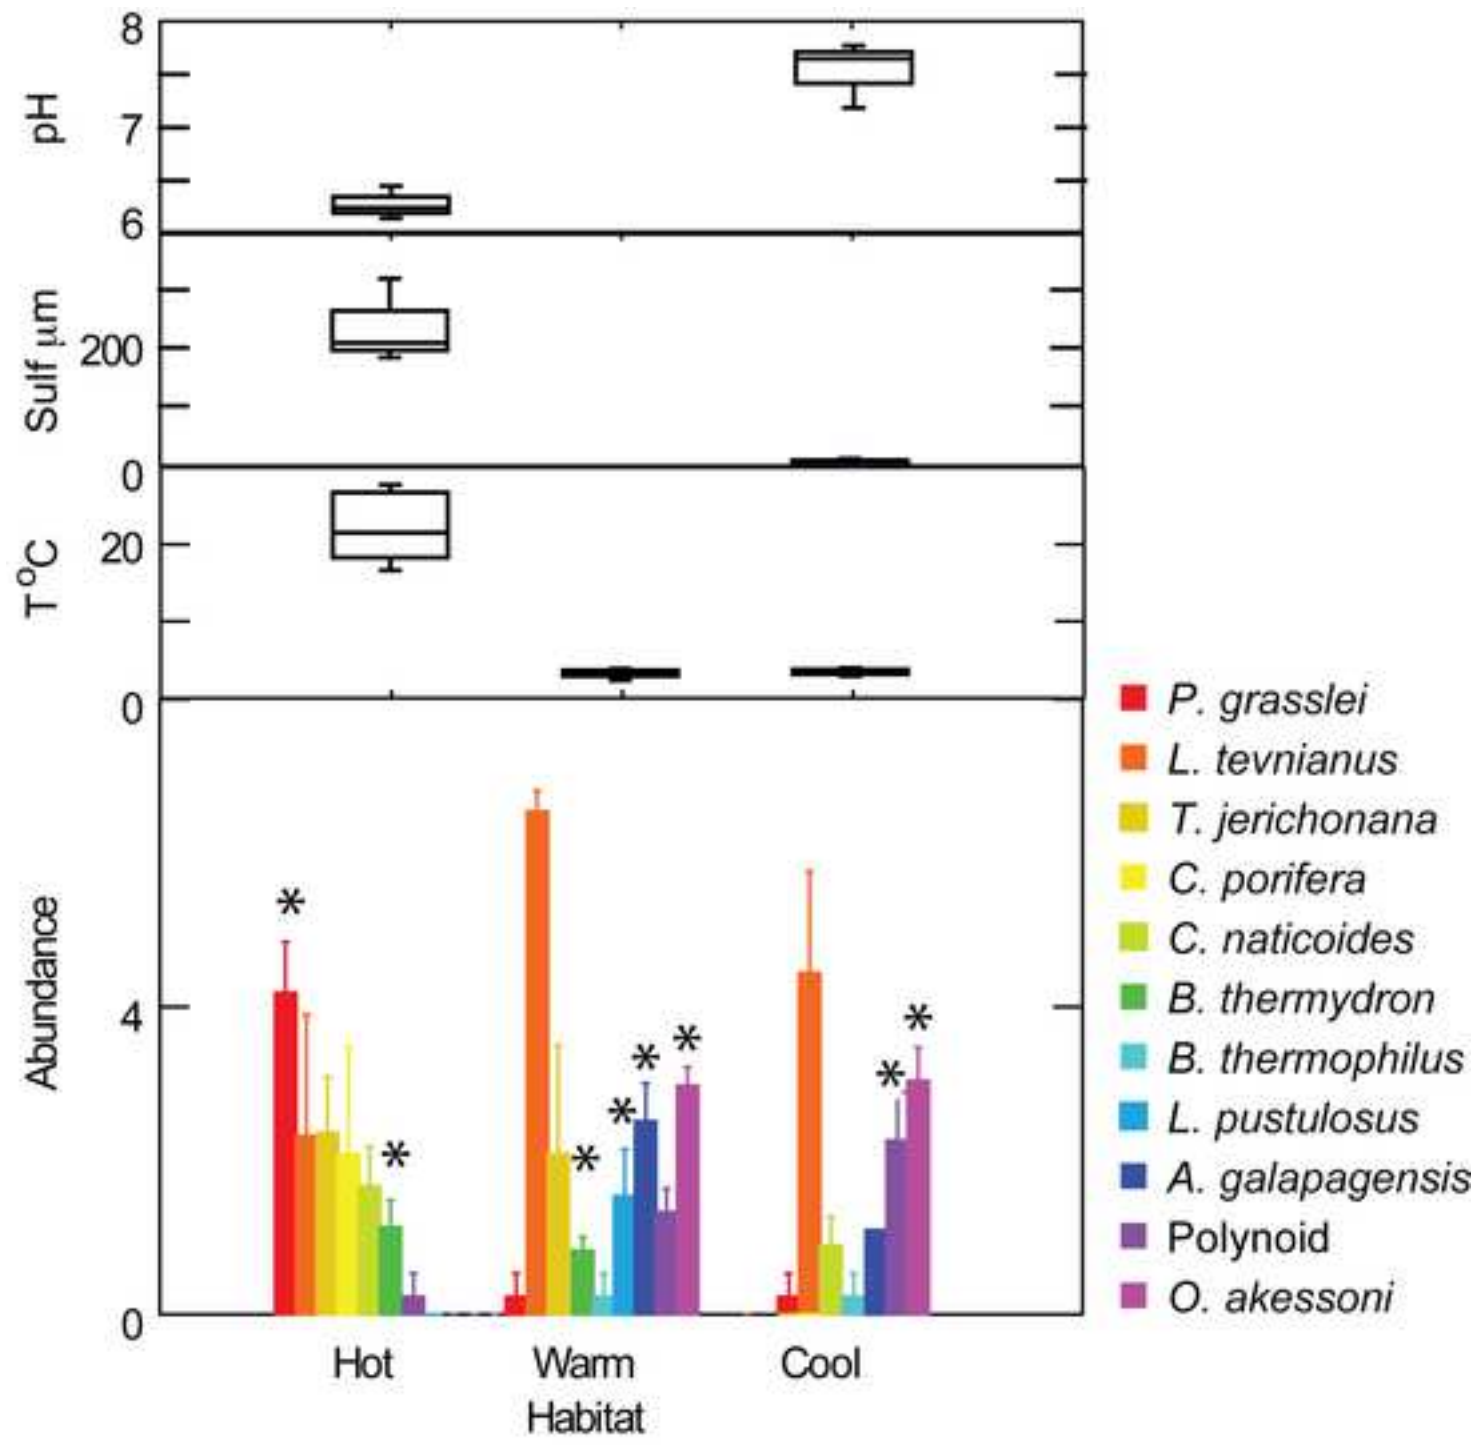 8
pH
7
6
Sulf μm
200
0
T °C
20
0
Abundance
4
0
*
*
*
*
*
*
*
*
Hot
Warm
Cool
Habitat
P. grasslei
L. tevnianus
T. jerichonana
C. porifera
C. naticoides
B. thermydron
B. thermophilus
L. pustulosus
A. galapagensis
Polynoid
O. akessoni